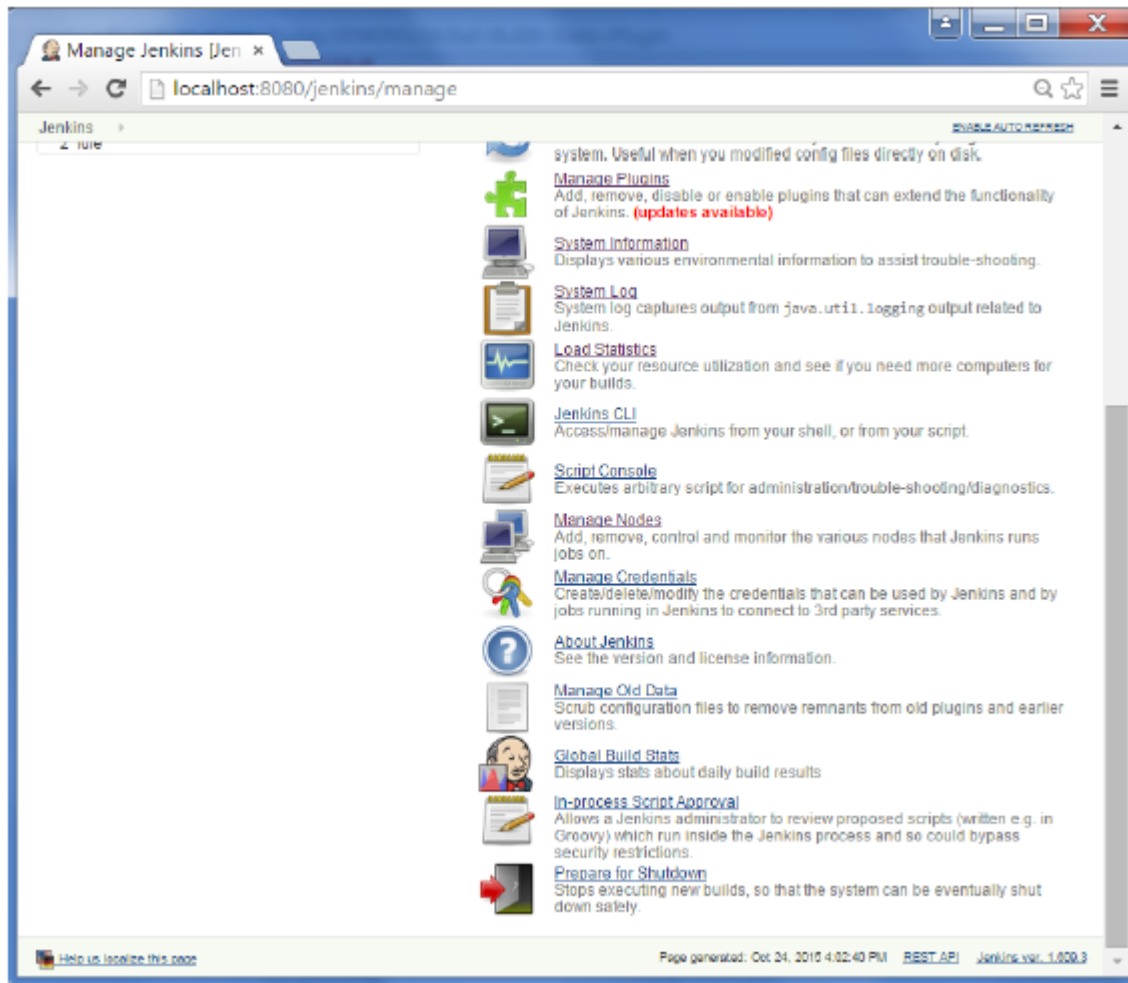 Manage Jenkins [Jen
localhost:8080/jenkins/manage
Jenkins
ENABLE AUTO REFRESH
2 Idle
system. Useful when you modified config files directly on disk.
Manage Plugins
Add, remove, disable or enable plugins that can extend the functionality
of Jenkins. (updates available)
System Information
Displays various environmental information to assist trouble-shooting.
System Log
System log captures output from java.util.logging output related to
Jenkins.
Load Statistics
Check your resource utilization and see if you need more computers for
your builds.
Jenkins CLI
Access/manage Jenkins from your shell, or from your script.
Script Console
Executes arbitrary script for administration/trouble-shooting/diagnostics.
Manage Nodes
Add, remove, control and monitor the various nodes that Jenkins runs
jobs on.
Manage Credentials
Create/delete/modify the credentials that can be used by Jenkins and by
jobs running in Jenkins to connect to 3rd party services.
About Jenkins
See the version and license information.
Manage Old Data
Scrub configuration files to remove remnants from old plugins and earlier
versions.
Global Build Stats
Displays stats about daily build results
In-process Script Approval
Allows a Jenkins administrator to review proposed scripts (written e.g. in
Groovy) which run inside the Jenkins process and so could bypass
security restrictions.
Prepare for Shutdown
Stops executing new builds, so that the system can be eventually shut
down safely.
Help us localize this page
Page generated: Oct 24, 2015 4:02:40 PM REST API Jenkins ver. 1.609.3